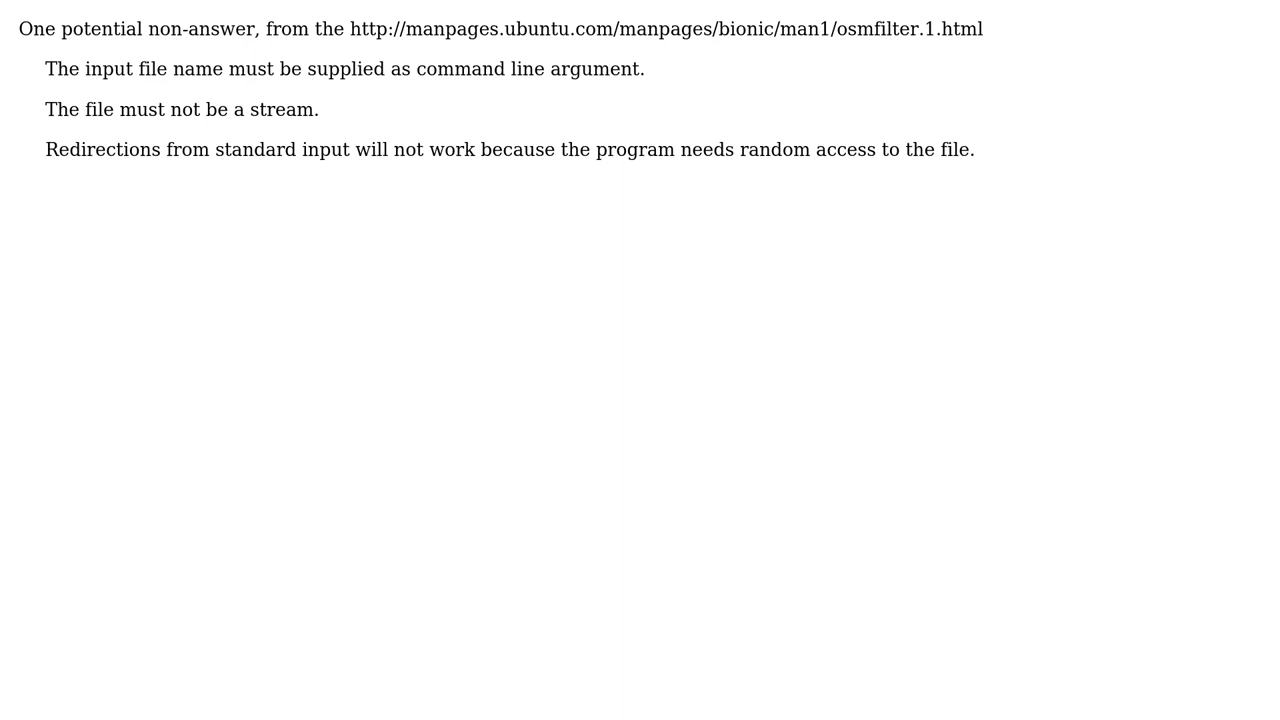 One potential non-answer, from the http://manpages.ubuntu.com/manpages/bionic/man1/osmfilter.1.html
The input file name must be supplied as command line argument.
The file must not be a stream.
Redirections from standard input will not work because the program needs random access to the file.